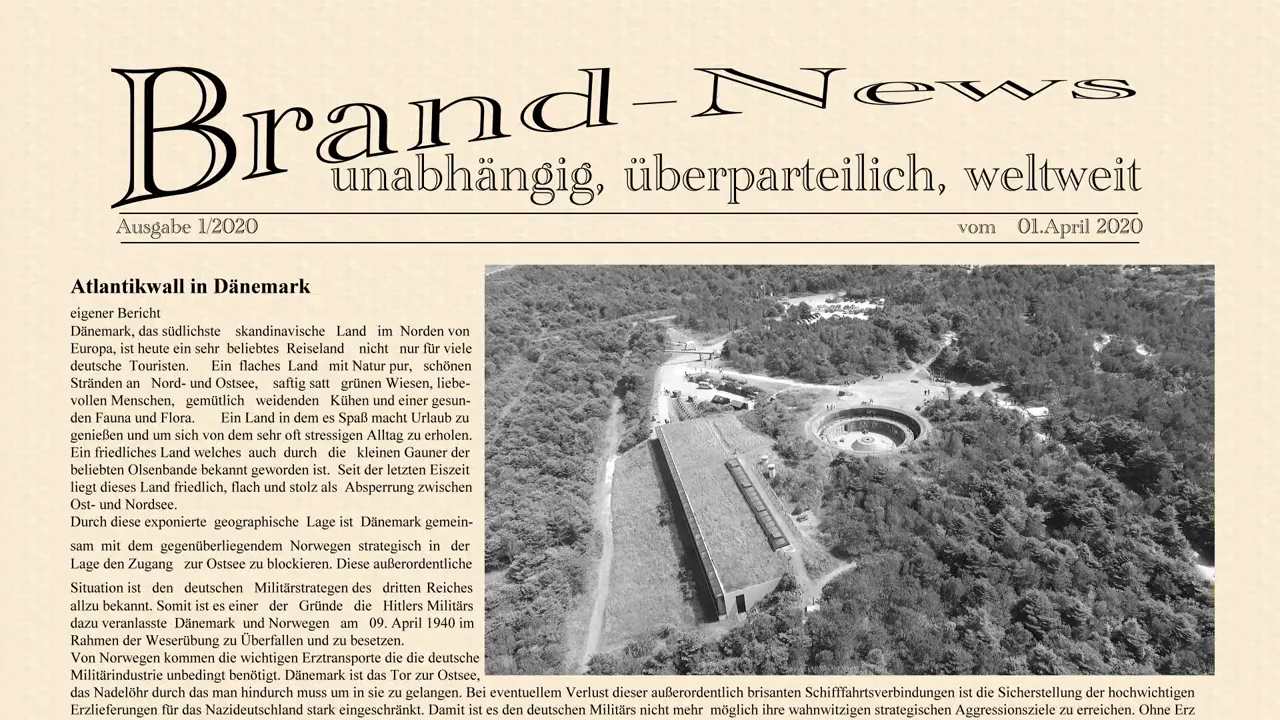 Brand-News
unabhängig, überparteilich, weltweit
Ausgabe 1/2020 vom 01.April 2020
Atlantikwall in Dänemark
eigener Bericht
Dänemark, das südlichste skandinavische Land im Norden von
Europa, ist heute ein sehr beliebtes Reiseland nicht nur für viele
deutsche Touristen. Ein flaches Land mit Natur pur, schönen
Stränden an Nord- und Ostsee, saftig satt grünen Wiesen, liebe-
vollen Menschen, gemütlich weidenden Kühen und einer gesun-
den Fauna und Flora. Ein Land in dem es Spaß macht Urlaub zu
genießen und um sich von dem sehr oft stressigen Alltag zu erholen.
Ein friedliches Land welches auch durch die kleinen Gauner der
beliebten Olsenbande bekannt geworden ist. Seit der letzten Eiszeit
liegt dieses Land friedlich, flach und stolz als Absperrung zwischen
Ost- und Nordsee.
Durch diese exponierte geographische Lage ist Dänemark gemein-
sam mit dem gegenüberliegendem Norwegen strategisch in der
Lage den Zugang zur Ostsee zu blockieren. Diese außerordentliche
Situation ist den deutschen Militärstrategen des dritten Reiches
allzu bekannt. Somit ist es einer der Gründe die Hitlers Militärs
dazu veranlasste Dänemark und Norwegen am 09. April 1940 im
Rahmen der Weserübung zu Überfallen und zu besetzen.
Von Norwegen kommen die wichtigen Erztransporte die die deutsche
Militärindustrie unbedingt benötigt. Dänemark ist das Tor zur Ostsee,
das Nadelöhr durch das man hindurch muss um in sie zu gelangen. Bei eventuellem Verlust dieser außerordentlich brisanten Schifffahrtsverbindungen ist die Sicherstellung der hochwichtigen
Erzlieferungen für das Nazideutschland stark eingeschränkt. Damit ist es den deutschen Militärs nicht mehr möglich ihre wahnwitzigen strategischen Aggressionsziele zu erreichen. Ohne Erz